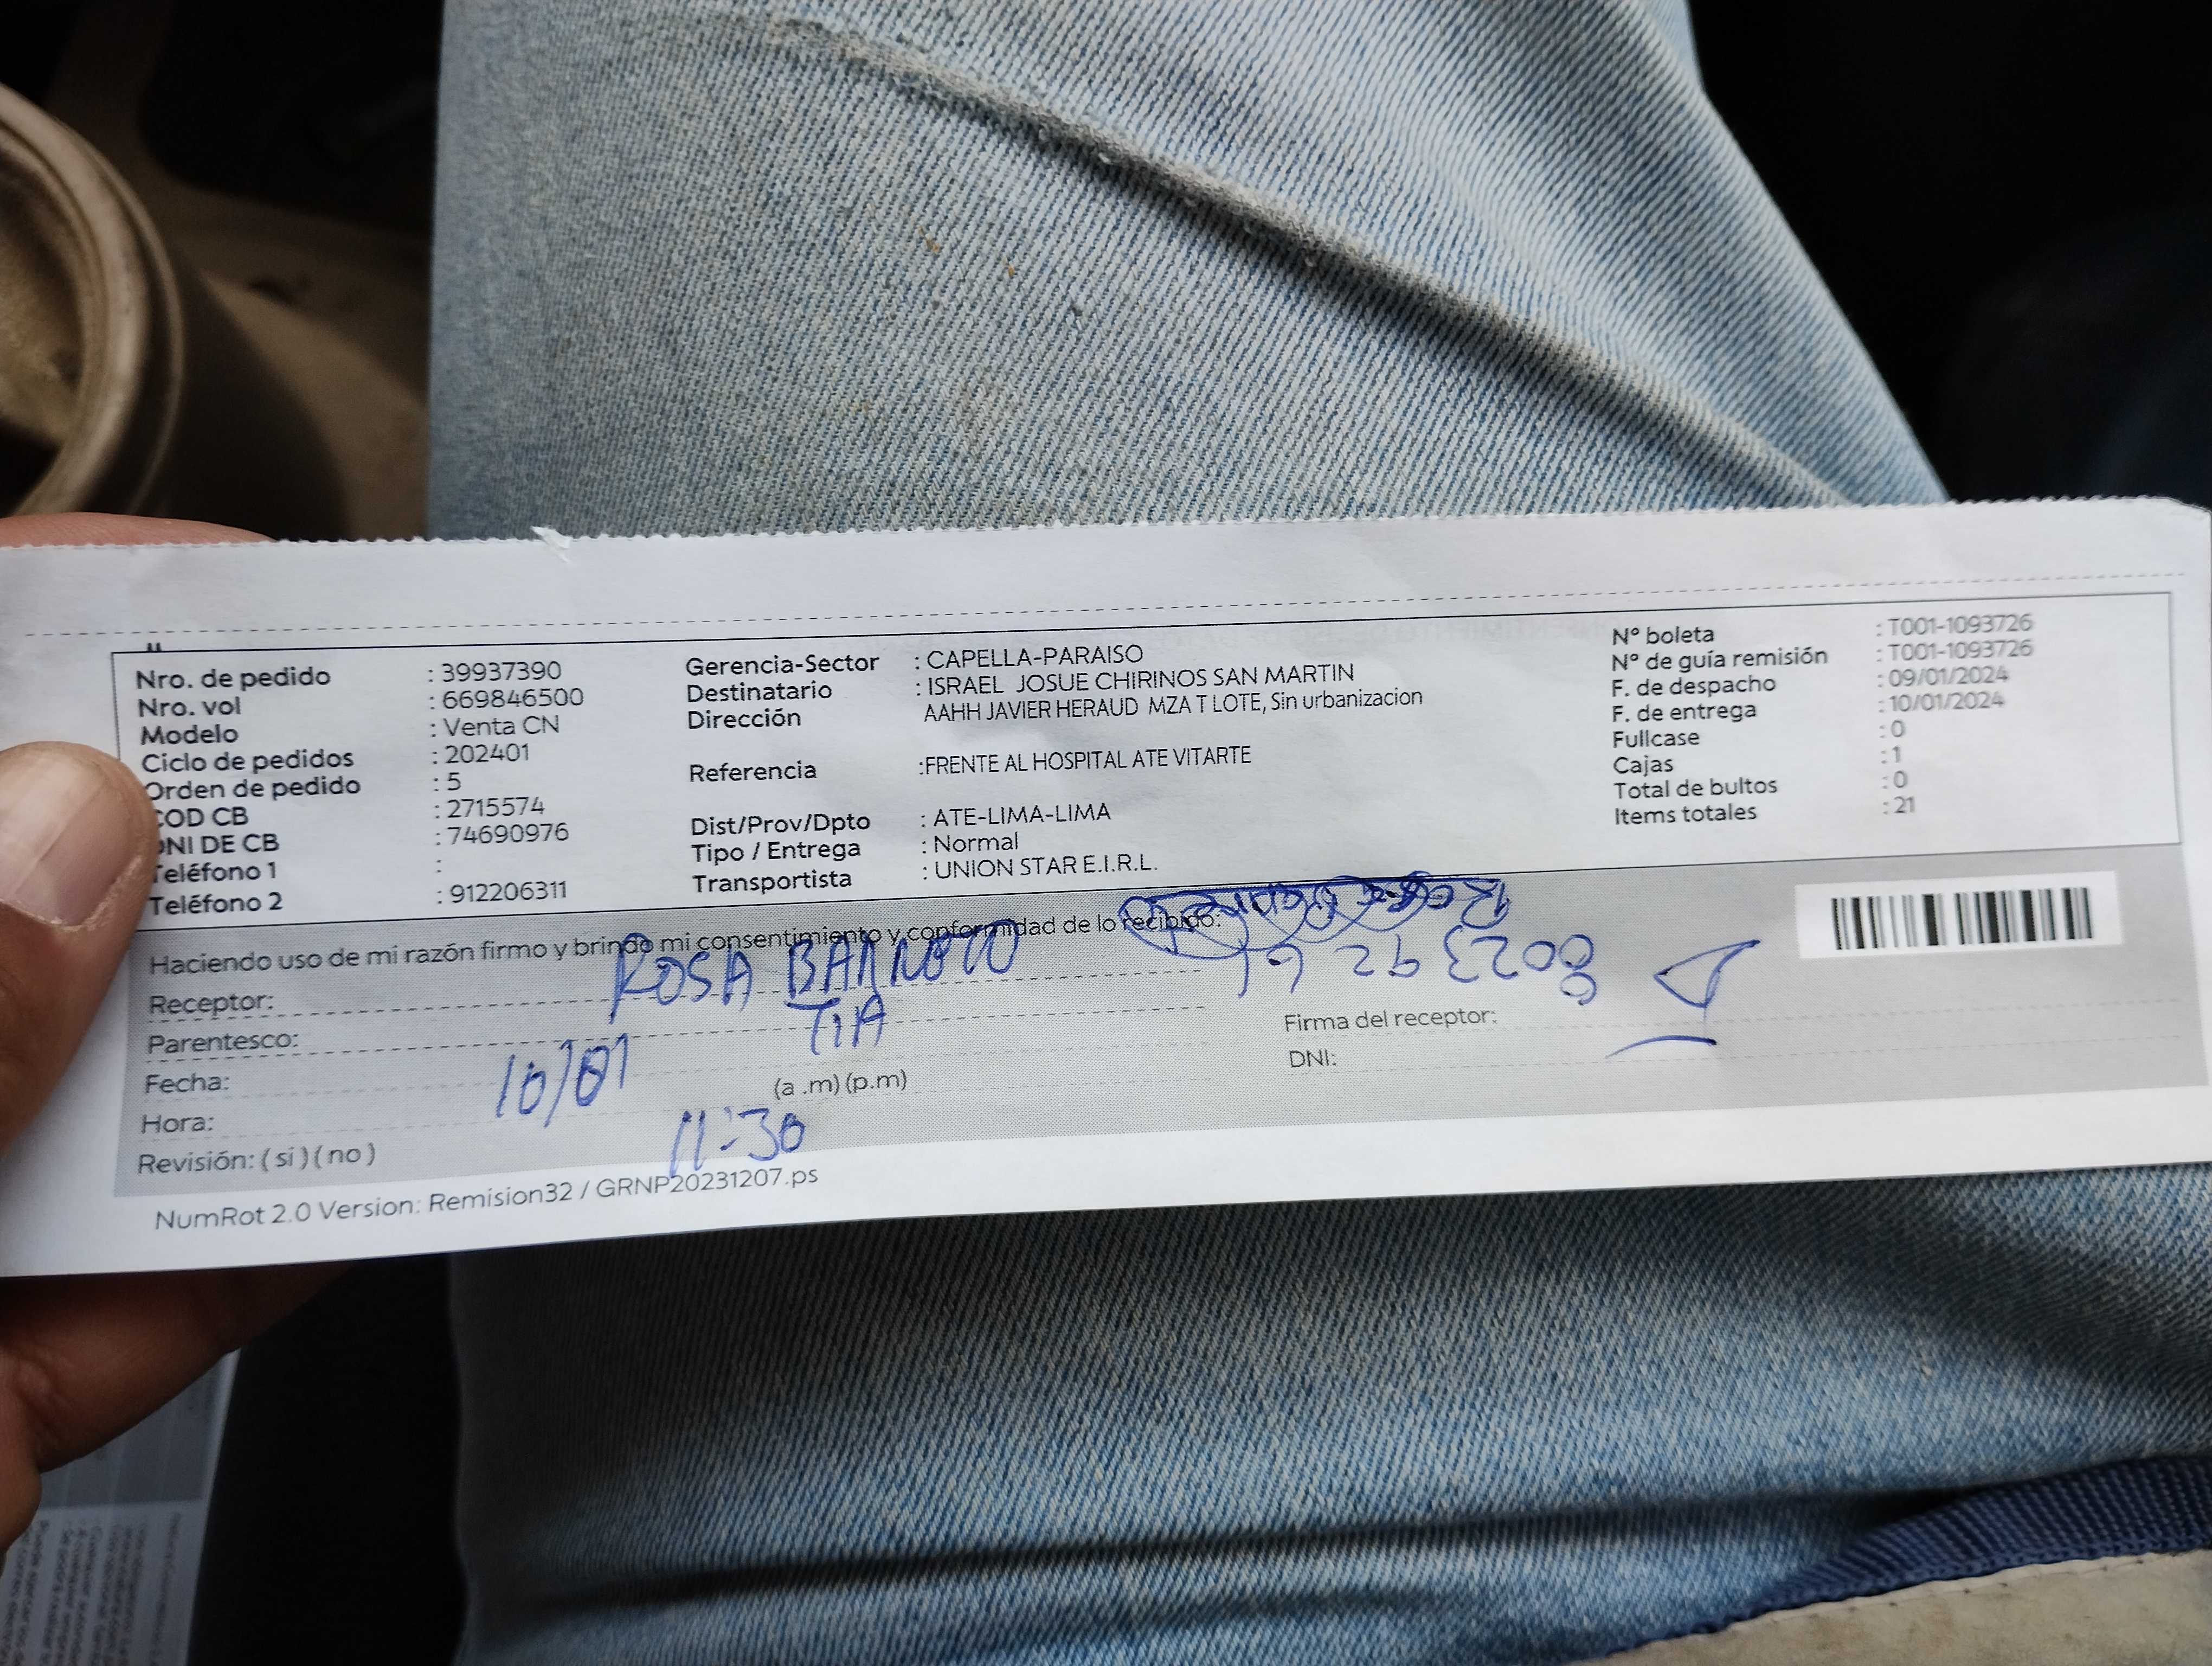 Nro. de pedido : 39937390
Nro. vol : 669846500
Modelo : Venta CN
Ciclo de pedidos : 202401
Orden de pedido : 5
COD CB : 2715574
DNI DE CB : 74690976
Teléfono 1 :
Teléfono 2 : 912206311
Gerencia-Sector : CAPELLA-PARAISO
Destinatario : ISRAEL JOSUE CHIRINOS SAN MARTIN
Dirección AAHH JAVIER HERAUD MZA T LOTE, Sin urbanizacion
Referencia :FRENTE AL HOSPITAL ATE VITARTE
Dist/Prov/Dpto : ATE-LIMA-LIMA
Tipo / Entrega : Normal
Transportista : UNION STAR E.I.R.L.
N° boleta : T001-1093726
N° de guía remisión : T001-1093726
F. de despacho : 09/01/2024
F. de entrega : 10/01/2024
Fullcase : 0
Cajas : 1
Total de bultos : 0
Items totales : 21
Haciendo uso de mi razón firmo y brindo mi consentimiento y conformidad de lo recibido:
Receptor: ROSA
Parentesco: TIA
Fecha: 10/01
Hora: (a .m) (p.m)
11:30
Revisión: ( si ) ( no )
Firma del receptor:
DNI:
NumRot 2.0 Version: Remision32 / GRNP20231207.ps